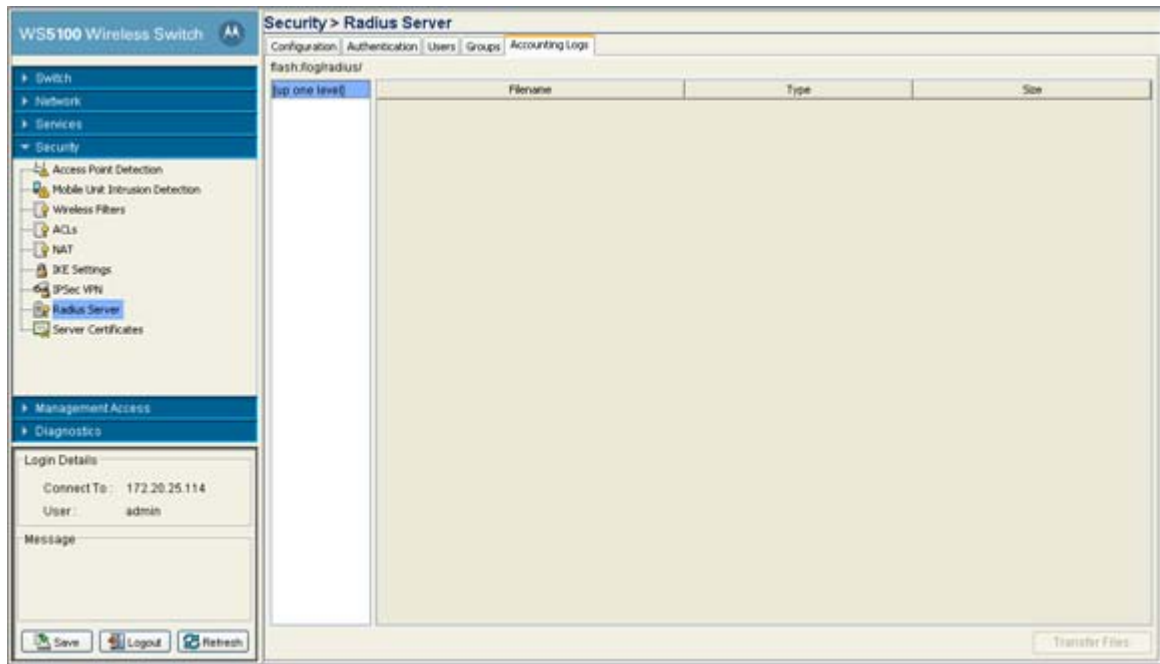 WS5100 Wireless Switch
Switch
Network
Services
Security
Access Point Detection
Mobile Unit Intrusion Detection
Wireless Filters
ACLs
NAT
IKE Settings
IPSec VPN
Radius Server
Server Certificates
Management Access
Diagnostics
Login Details
Connect To : 172.20.25.114
User : admin
Message
Save Logout Refresh
Security > Radius Server
Configuration Authentication Users Groups Accounting Logs
flash:/log/radius/
[up one level] Filename Type Size
Transfer Files